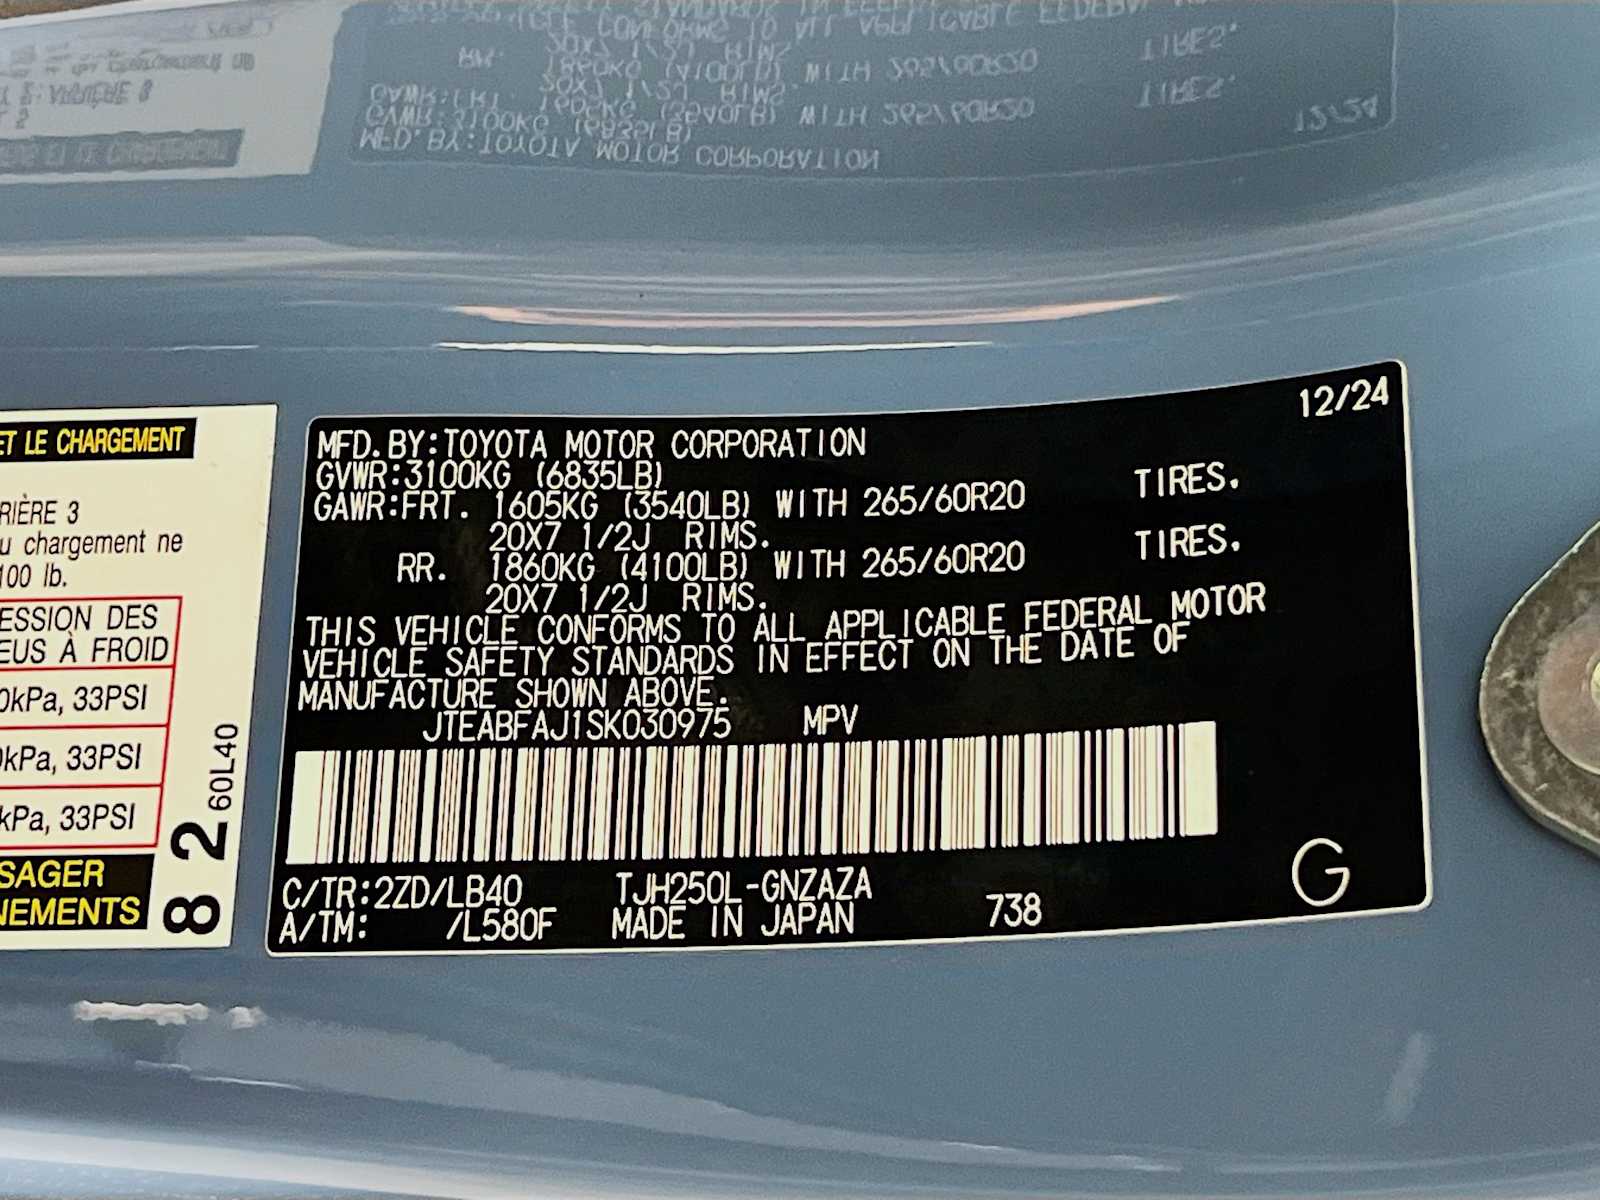 ET LE CHARGEMENT
RIÈRE 3
u chargement ne
100 lb.
ESSION DES
EUS À FROID
0kPa, 33PSI
0kPa, 33PSI
kPa, 33PSI
SAGER
NEMENTS
82 60L40
12/24
MFD.BY:TOYOTA MOTOR CORPORATION
GVWR:3100KG (6835LB)
GAWR:FRT. 1605KG (3540LB) WITH 265/60R20 TIRES.
20X7 1/2J RIMS.
RR. 1860KG (4100LB) WITH 265/60R20 TIRES.
20X7 1/2J RIMS.
THIS VEHICLE CONFORMS TO ALL APPLICABLE FEDERAL MOTOR
VEHICLE SAFETY STANDARDS IN EFFECT ON THE DATE OF
MANUFACTURE SHOWN ABOVE.
JTEABFAJ1SK030975 MPV
C/TR:2ZD/LB40 TJH250L-GNZAZA
A/TM: /L580F MADE IN JAPAN 738
G